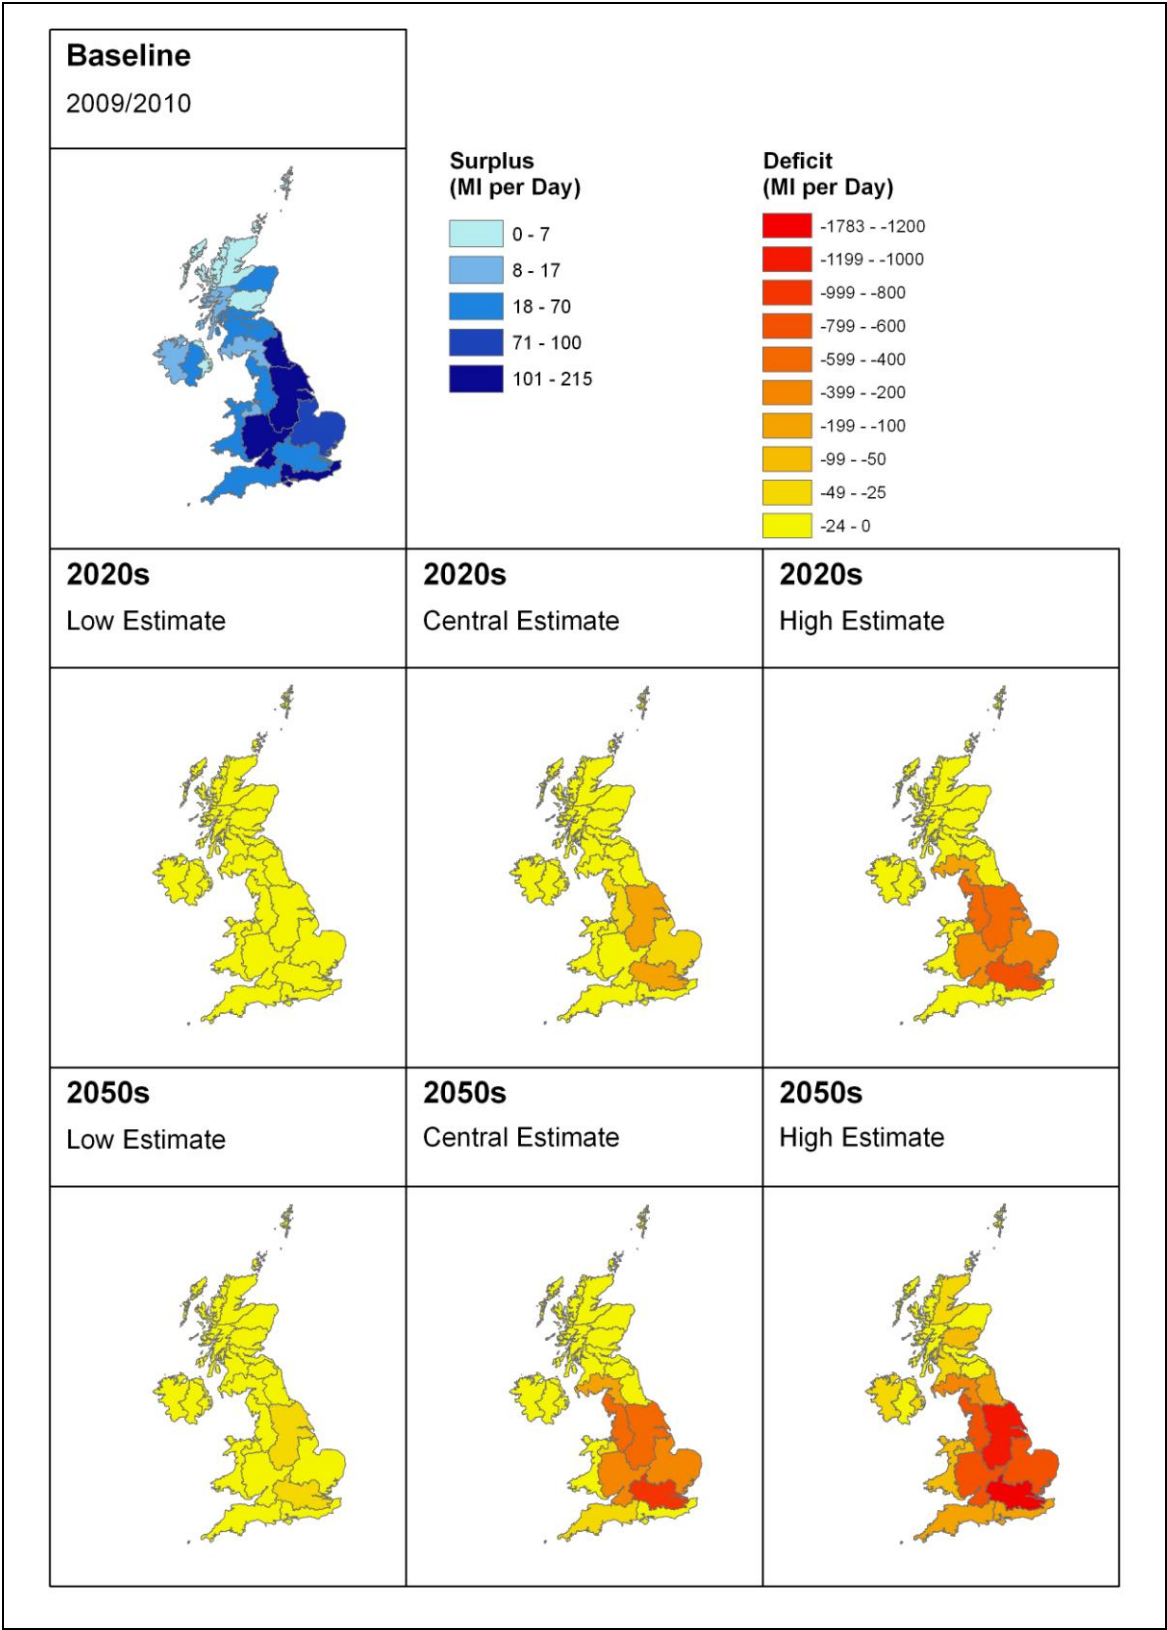 Baseline
2009/2010
Surplus
(Ml per Day)
0 - 7
8 - 17
18 - 70
71 - 100
101 - 215
Deficit
(Ml per Day)
-1783 - -1200
-1199 - -1000
-999 - -800
-799 - -600
-599 - -400
-399 - -200
-199 - -100
-99 - -50
-49 - -25
-24 - 0
2020s
Low Estimate
2020s
Central Estimate
2020s
High Estimate
2050s
Low Estimate
2050s
Central Estimate
2050s
High Estimate